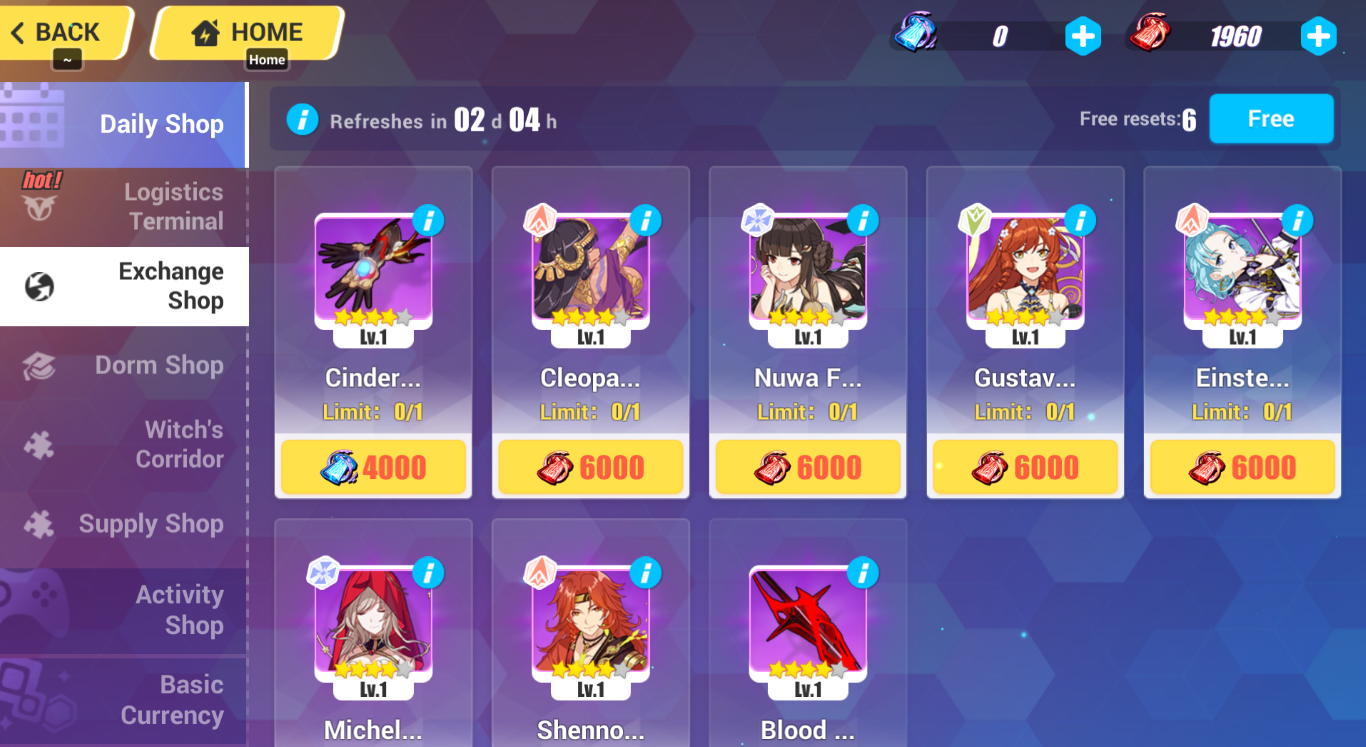 BACK
HOME
~
Home
0
1960
Daily Shop
hot!
Logistics
Terminal
Exchange
Shop
Dorm Shop
Witch's
Corridor
Supply Shop
Activity
Shop
Basic
Currency
Refreshes in 02 d 04 h
Free resets:6
Free
Lv.1
Cinder...
Limit: 0/1
4000
Lv.1
Cleopa...
Limit: 0/1
6000
Lv.1
Nuwa F...
Limit: 0/1
6000
Lv.1
Gustav...
Limit: 0/1
6000
Lv.1
Einste...
Limit: 0/1
6000
Lv.1
Michel...
Lv.1
Shenno...
Lv.1
Blood ...